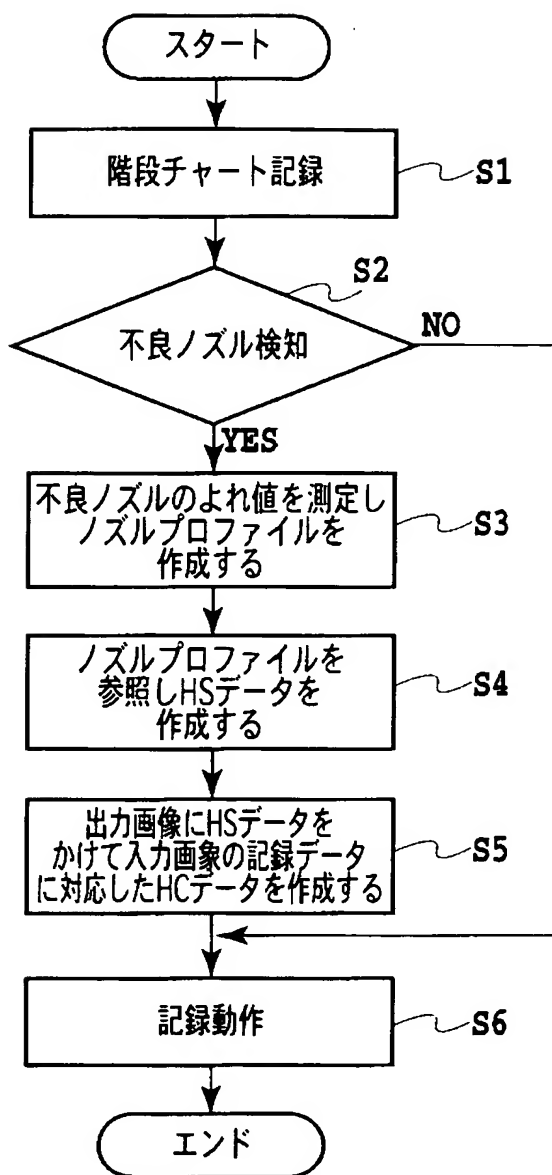 スタート
階段チャート記録
S1
S2
不良ノズル検知
NO
YES
不良ノズルのよれ値を測定し
ノズルプロファイルを
作成する
S3
ノズルプロファイルを
参照しHSデータを
作成する
S4
出力画像にHSデータを
かけて入力画象の記録データ
に対応したHCデータを作成する
S5
記録動作
S6
エンド